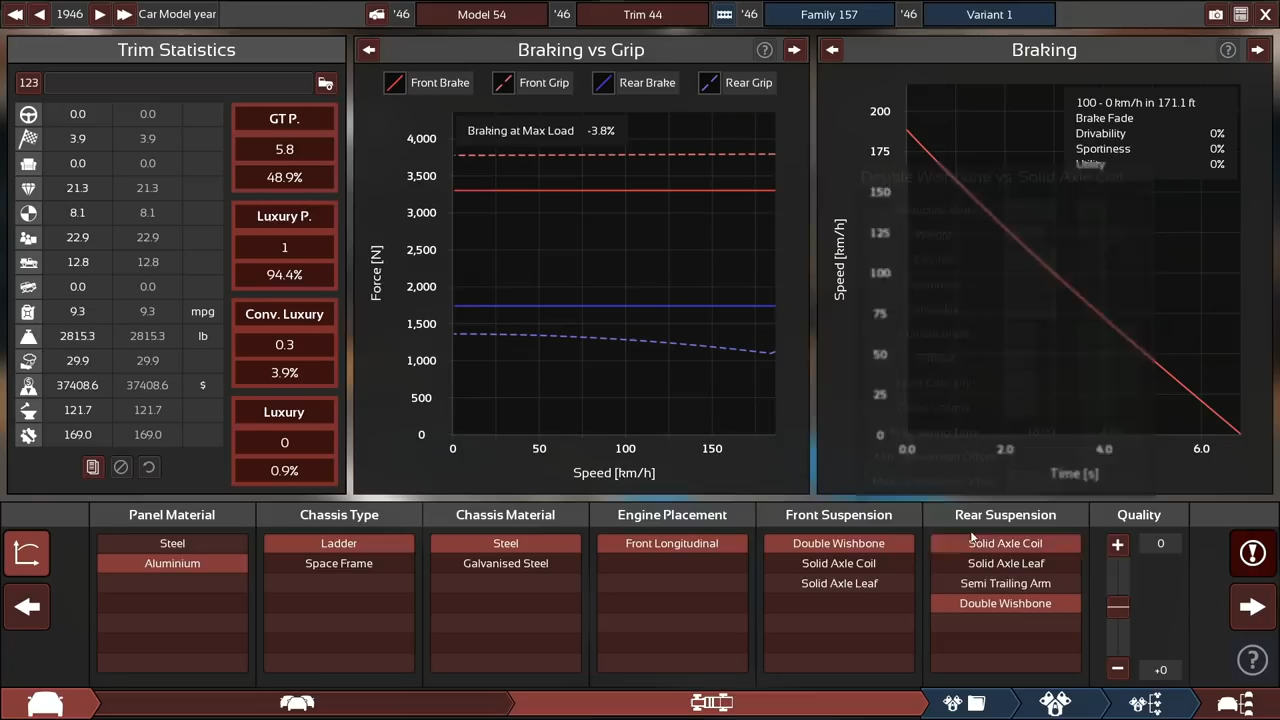 1946 Car Model year '46 Model 54 '46 Trim 44 '46 Family 157 '46 Variant 1
Trim Statistics
123
0.0 0.0
3.9 3.9
0.0 0.0
21.3 21.3
8.1 8.1
22.9 22.9
12.8 12.8
0.0 0.0
9.3 9.3 mpg
2815.3 2815.3 lb
29.9 29.9
37408.6 37408.6 $
121.7 121.7
169.0 169.0
GT P.
5.8
48.9%
Luxury P.
1
94.4%
Conv. Luxury
0.3
3.9%
Luxury
0
0.9%
Braking vs Grip ?
Front Brake Front Grip Rear Brake Rear Grip
Braking at Max Load -3.8%
4,000
3,500
3,000
2,500
2,000
1,500
1,000
500
0
Force [N]
0 50 100 150
Speed [km/h]
Braking ?
100 - 0 km/h in 171.1 ft
Brake Fade
Drivability 0%
Sportiness 0%
Utility 0%
Double Wishbone vs. Solid Axle Coil
200
175
150
125
100
75
50
25
0
Speed [km/h]
0.0 2.0 4.0 6.0
Time [s]
Panel Material
Steel
Aluminium
Chassis Type
Ladder
Space Frame
Chassis Material
Steel
Galvanised Steel
Engine Placement
Front Longitudinal
Front Suspension
Double Wishbone
Solid Axle Coil
Solid Axle Leaf
Rear Suspension
Solid Axle Coil
Solid Axle Leaf
Semi Trailing Arm
Double Wishbone
Quality
+ 0
- +0
?